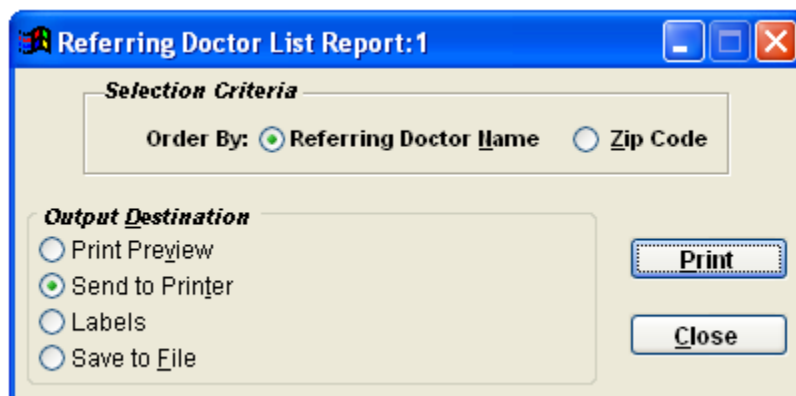 Referring Doctor List Report:1
Selection Criteria
Order By: Referring Doctor Name Zip Code
Output Destination
Print Preview
Send to Printer
Labels
Save to File
Print
Close